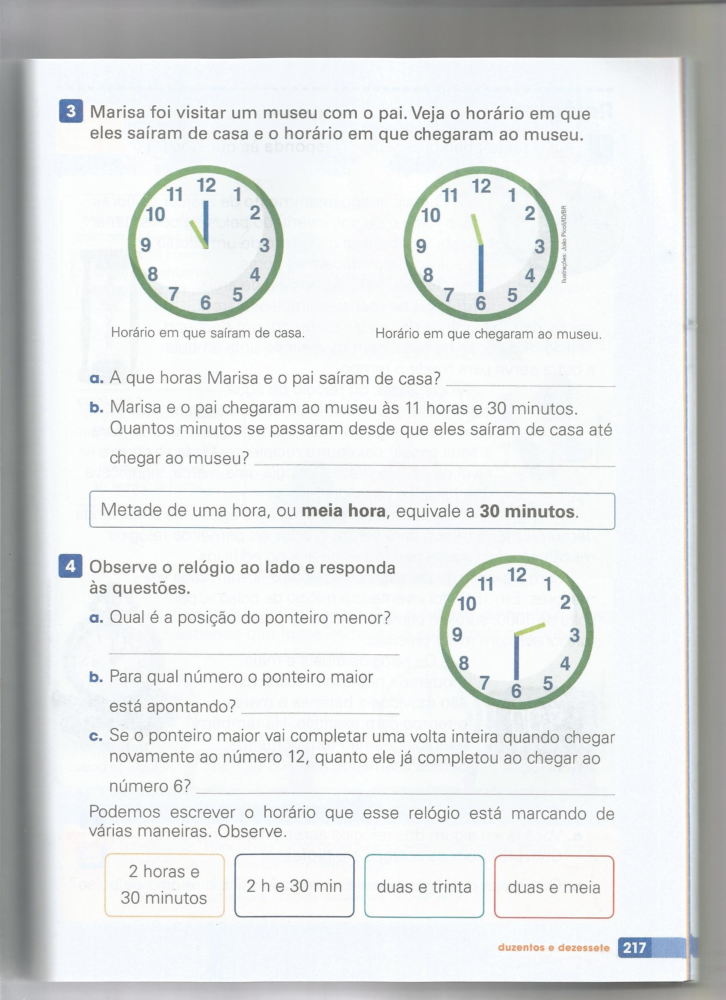 3 Marisa foi visitar um museu com o pai. Veja o horário em que
eles saíram de casa e o horário em que chegaram ao museu.
12
11 1
10 2
9 3
8 4
7 5
6
Horário em que saíram de casa.
12
11 1
10 2
9 3
8 4
7 5
6
Horário em que chegaram ao museu.
Ilustrações: João Picoli/ID/BR
a. A que horas Marisa e o pai saíram de casa?
b. Marisa e o pai chegaram ao museu às 11 horas e 30 minutos.
Quantos minutos se passaram desde que eles saíram de casa até
chegar ao museu?
Metade de uma hora, ou meia hora, equivale a 30 minutos.
4 Observe o relógio ao lado e responda
às questões.
a. Qual é a posição do ponteiro menor?
b. Para qual número o ponteiro maior
está apontando?
12
11 1
10 2
9 3
8 4
7 5
6
c. Se o ponteiro maior vai completar uma volta inteira quando chegar
novamente ao número 12, quanto ele já completou ao chegar ao
número 6?
Podemos escrever o horário que esse relógio está marcando de
várias maneiras. Observe.
2 horas e
30 minutos
2 h e 30 min
duas e trinta
duas e meia
duzentos e dezessete 217